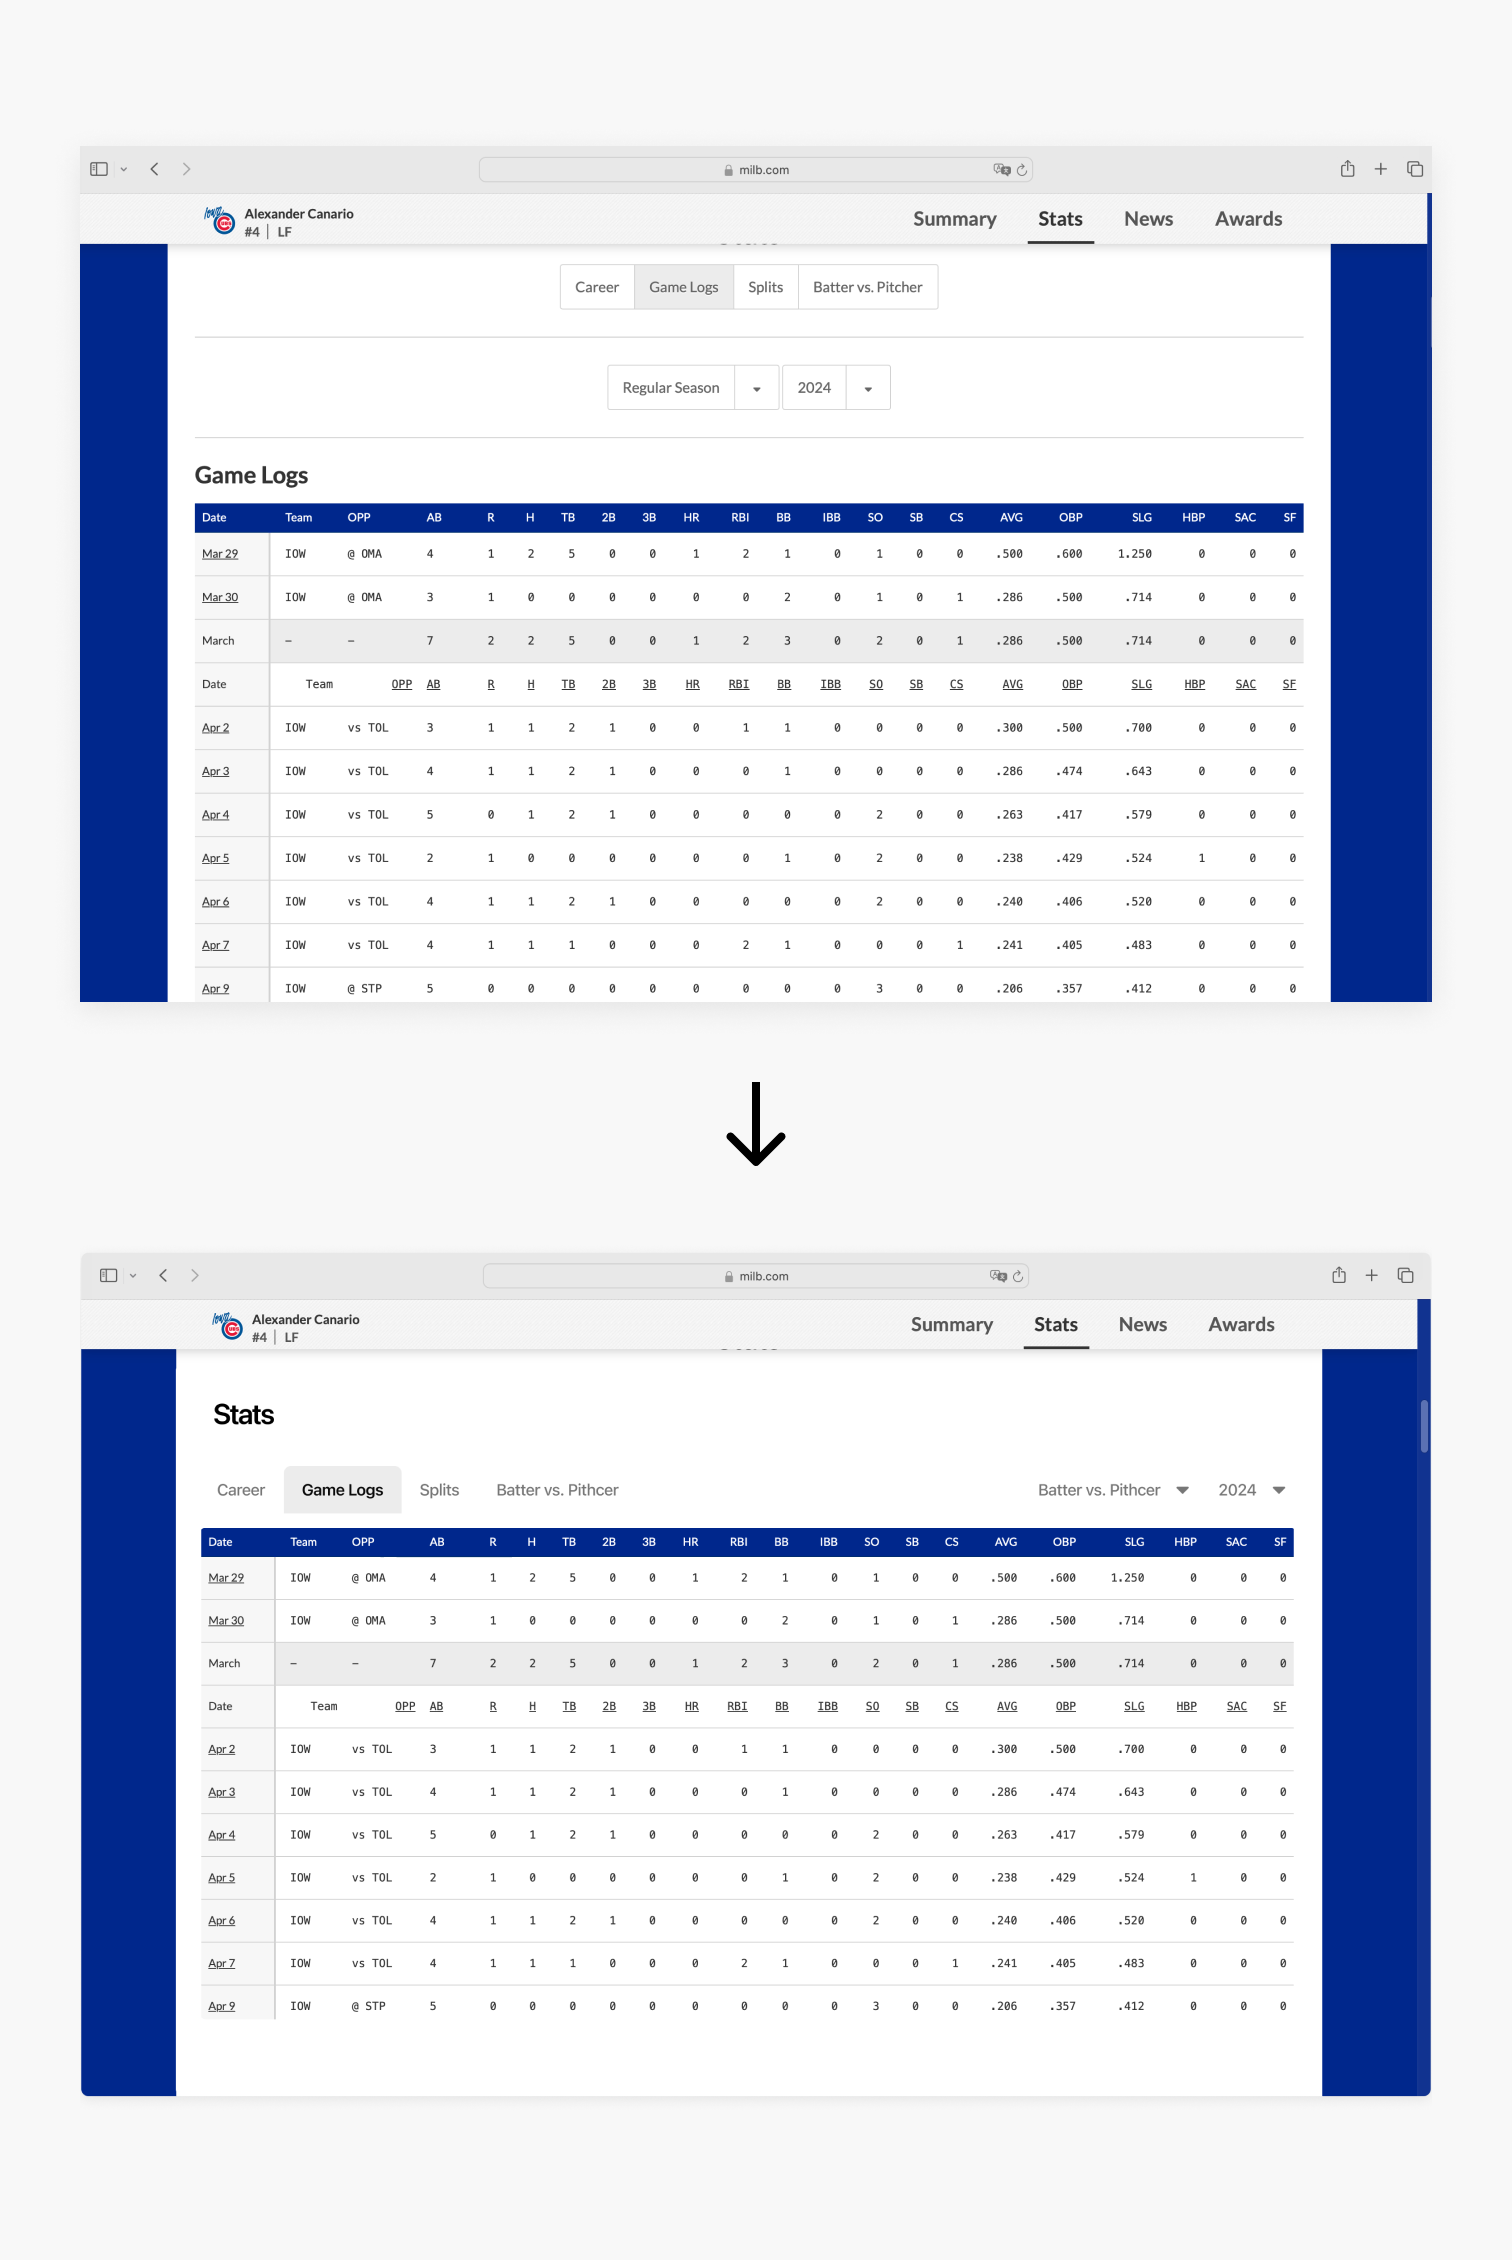 milb.com
Alexander Canario
#4 | LF
Summary Stats News Awards
Career Game Logs Splits Batter vs. Pitcher
Regular Season 2024
Game Logs
Date Team OPP AB R H TB 2B 3B HR RBI BB IBB SO SB CS AVG OBP SLG HBP SAC SF
Mar 29 IOW @ OMA 4 1 2 5 0 0 1 2 1 0 1 0 0 .500 .600 1.250 0 0 0
Mar 30 IOW @ OMA 3 1 0 0 0 0 0 0 2 0 1 0 1 .286 .500 .714 0 0 0
March – – 7 2 2 5 0 0 1 2 3 0 2 0 1 .286 .500 .714 0 0 0
Date Team OPP AB R H TB 2B 3B HR RBI BB IBB SO SB CS AVG OBP SLG HBP SAC SF
Apr 2 IOW vs TOL 3 1 1 2 1 0 0 1 1 0 0 0 0 .300 .500 .700 0 0 0
Apr 3 IOW vs TOL 4 1 1 2 1 0 0 0 1 0 0 0 0 .286 .474 .643 0 0 0
Apr 4 IOW vs TOL 5 0 1 2 1 0 0 0 0 0 2 0 0 .263 .417 .579 0 0 0
Apr 5 IOW vs TOL 2 1 0 0 0 0 0 0 1 0 2 0 0 .238 .429 .524 1 0 0
Apr 6 IOW vs TOL 4 1 1 2 1 0 0 0 0 0 2 0 0 .240 .406 .520 0 0 0
Apr 7 IOW vs TOL 4 1 1 1 0 0 0 2 1 0 0 0 1 .241 .405 .483 0 0 0
Apr 9 IOW @ STP 5 0 0 0 0 0 0 0 0 0 3 0 0 .206 .357 .412 0 0 0
milb.com
Alexander Canario
#4 | LF
Summary Stats News Awards
Stats
Career Game Logs Splits Batter vs. Pithcer Batter vs. Pithcer 2024
Date Team OPP AB R H TB 2B 3B HR RBI BB IBB SO SB CS AVG OBP SLG HBP SAC SF
Mar 29 IOW @ OMA 4 1 2 5 0 0 1 2 1 0 1 0 0 .500 .600 1.250 0 0 0
Mar 30 IOW @ OMA 3 1 0 0 0 0 0 0 2 0 1 0 1 .286 .500 .714 0 0 0
March – – 7 2 2 5 0 0 1 2 3 0 2 0 1 .286 .500 .714 0 0 0
Date Team OPP AB R H TB 2B 3B HR RBI BB IBB SO SB CS AVG OBP SLG HBP SAC SF
Apr 2 IOW vs TOL 3 1 1 2 1 0 0 1 1 0 0 0 0 .300 .500 .700 0 0 0
Apr 3 IOW vs TOL 4 1 1 2 1 0 0 0 1 0 0 0 0 .286 .474 .643 0 0 0
Apr 4 IOW vs TOL 5 0 1 2 1 0 0 0 0 0 2 0 0 .263 .417 .579 0 0 0
Apr 5 IOW vs TOL 2 1 0 0 0 0 0 0 1 0 2 0 0 .238 .429 .524 1 0 0
Apr 6 IOW vs TOL 4 1 1 2 1 0 0 0 0 0 2 0 0 .240 .406 .520 0 0 0
Apr 7 IOW vs TOL 4 1 1 1 0 0 0 2 1 0 0 0 1 .241 .405 .483 0 0 0
Apr 9 IOW @ STP 5 0 0 0 0 0 0 0 0 0 3 0 0 .206 .357 .412 0 0 0